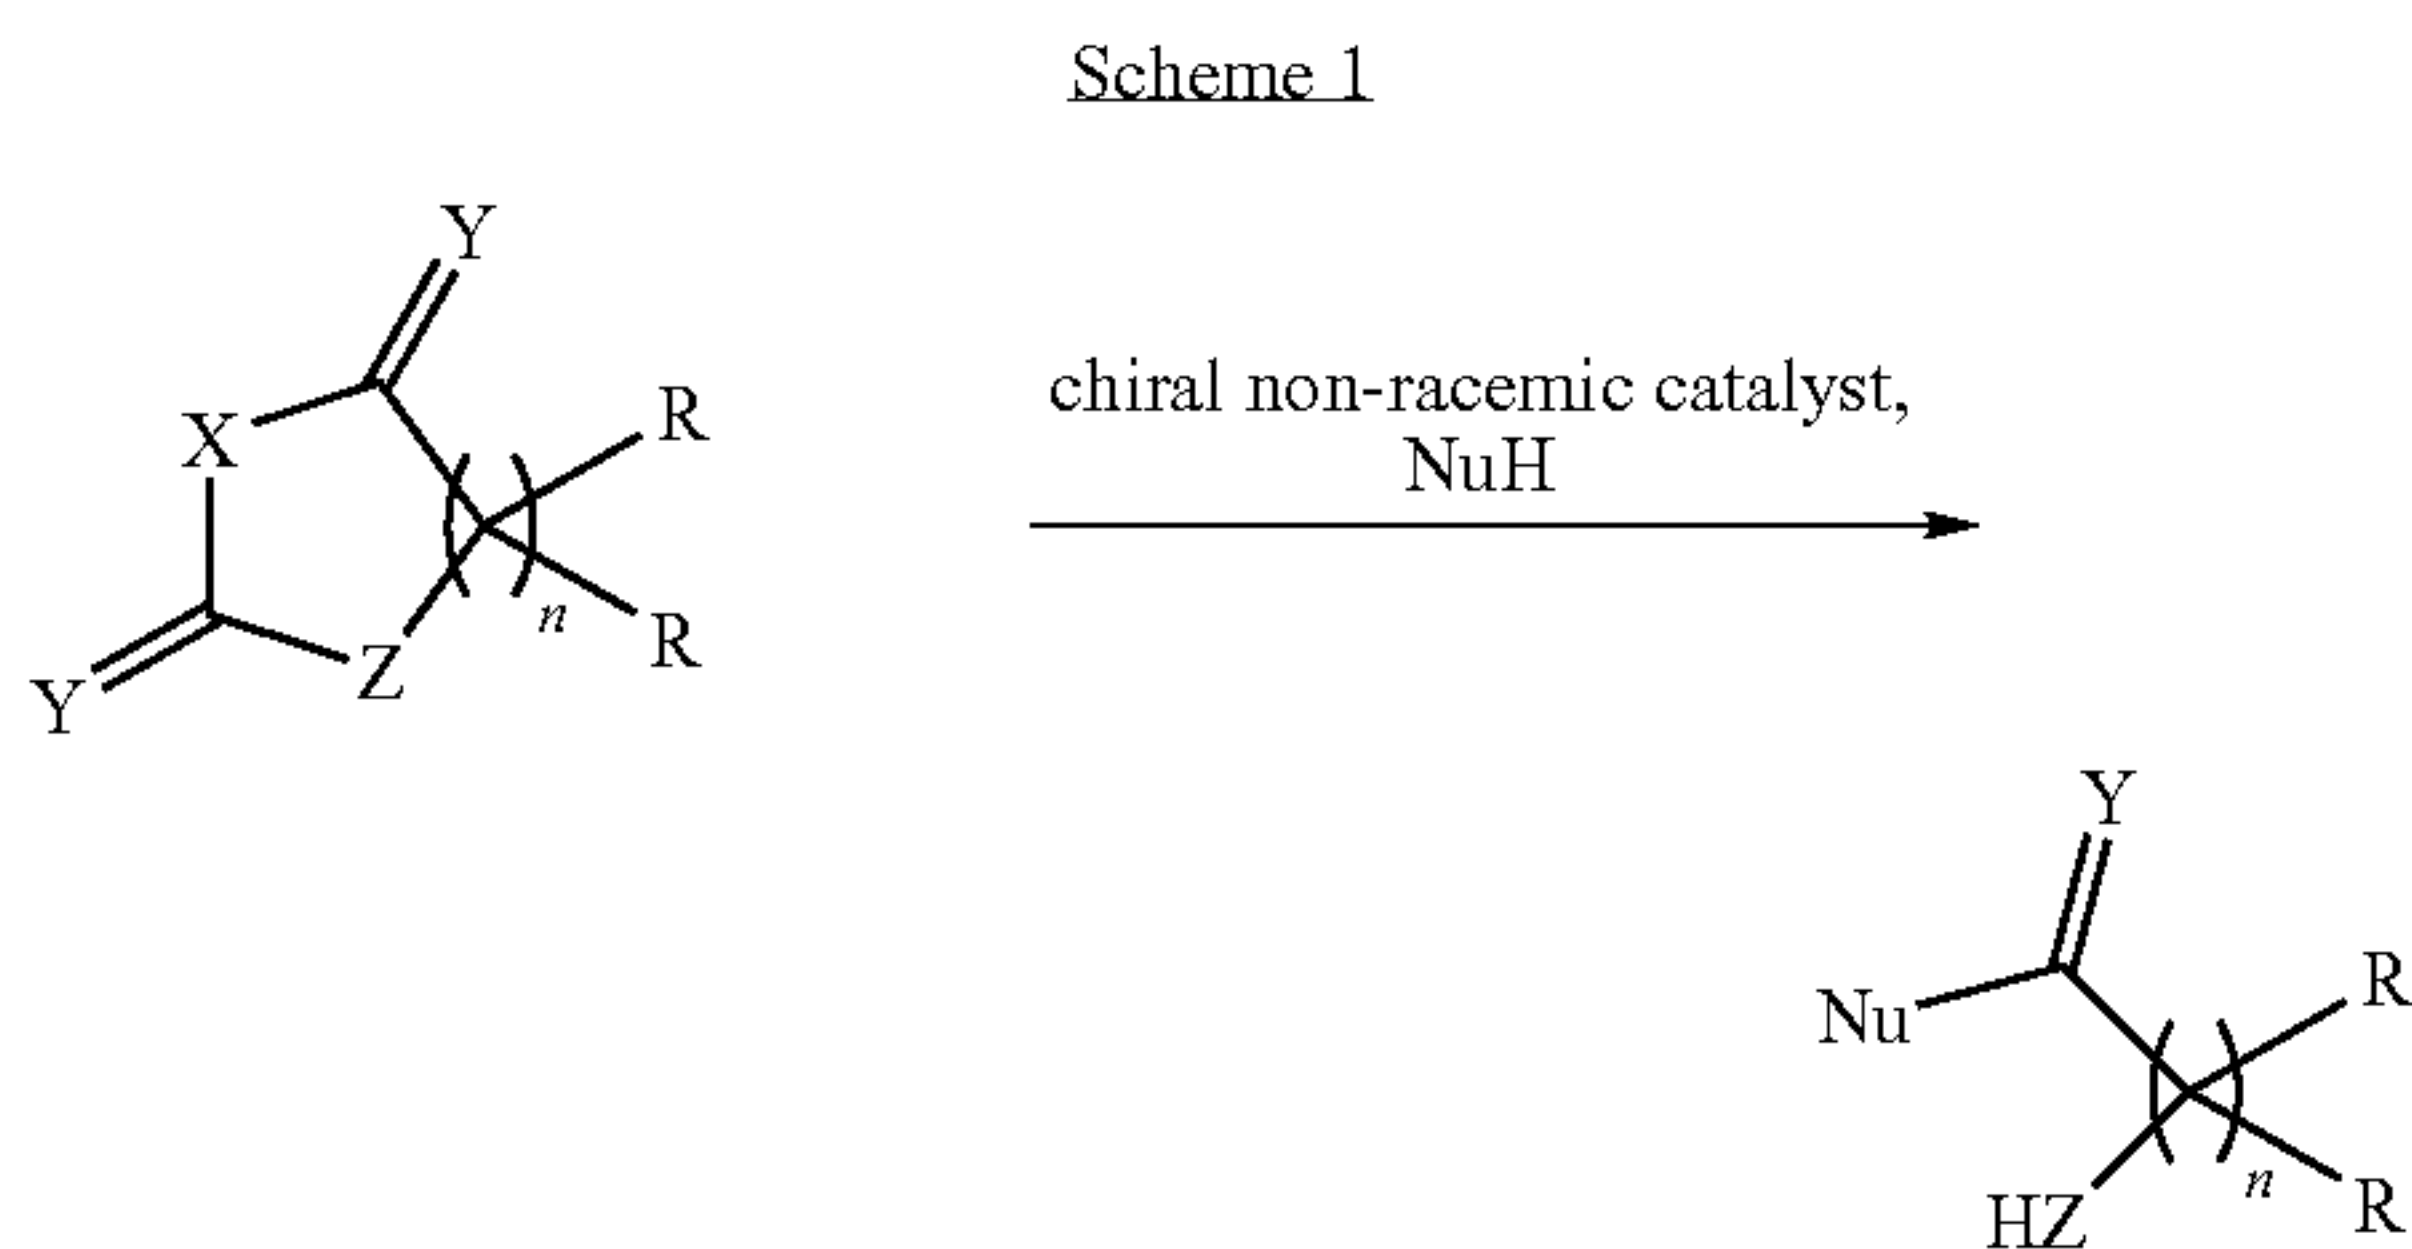 Scheme 1
Y
X
R
chiral non-racemic catalyst,
NuH
n
R
Y
Z
Y
Nu
R
HZ
n
R